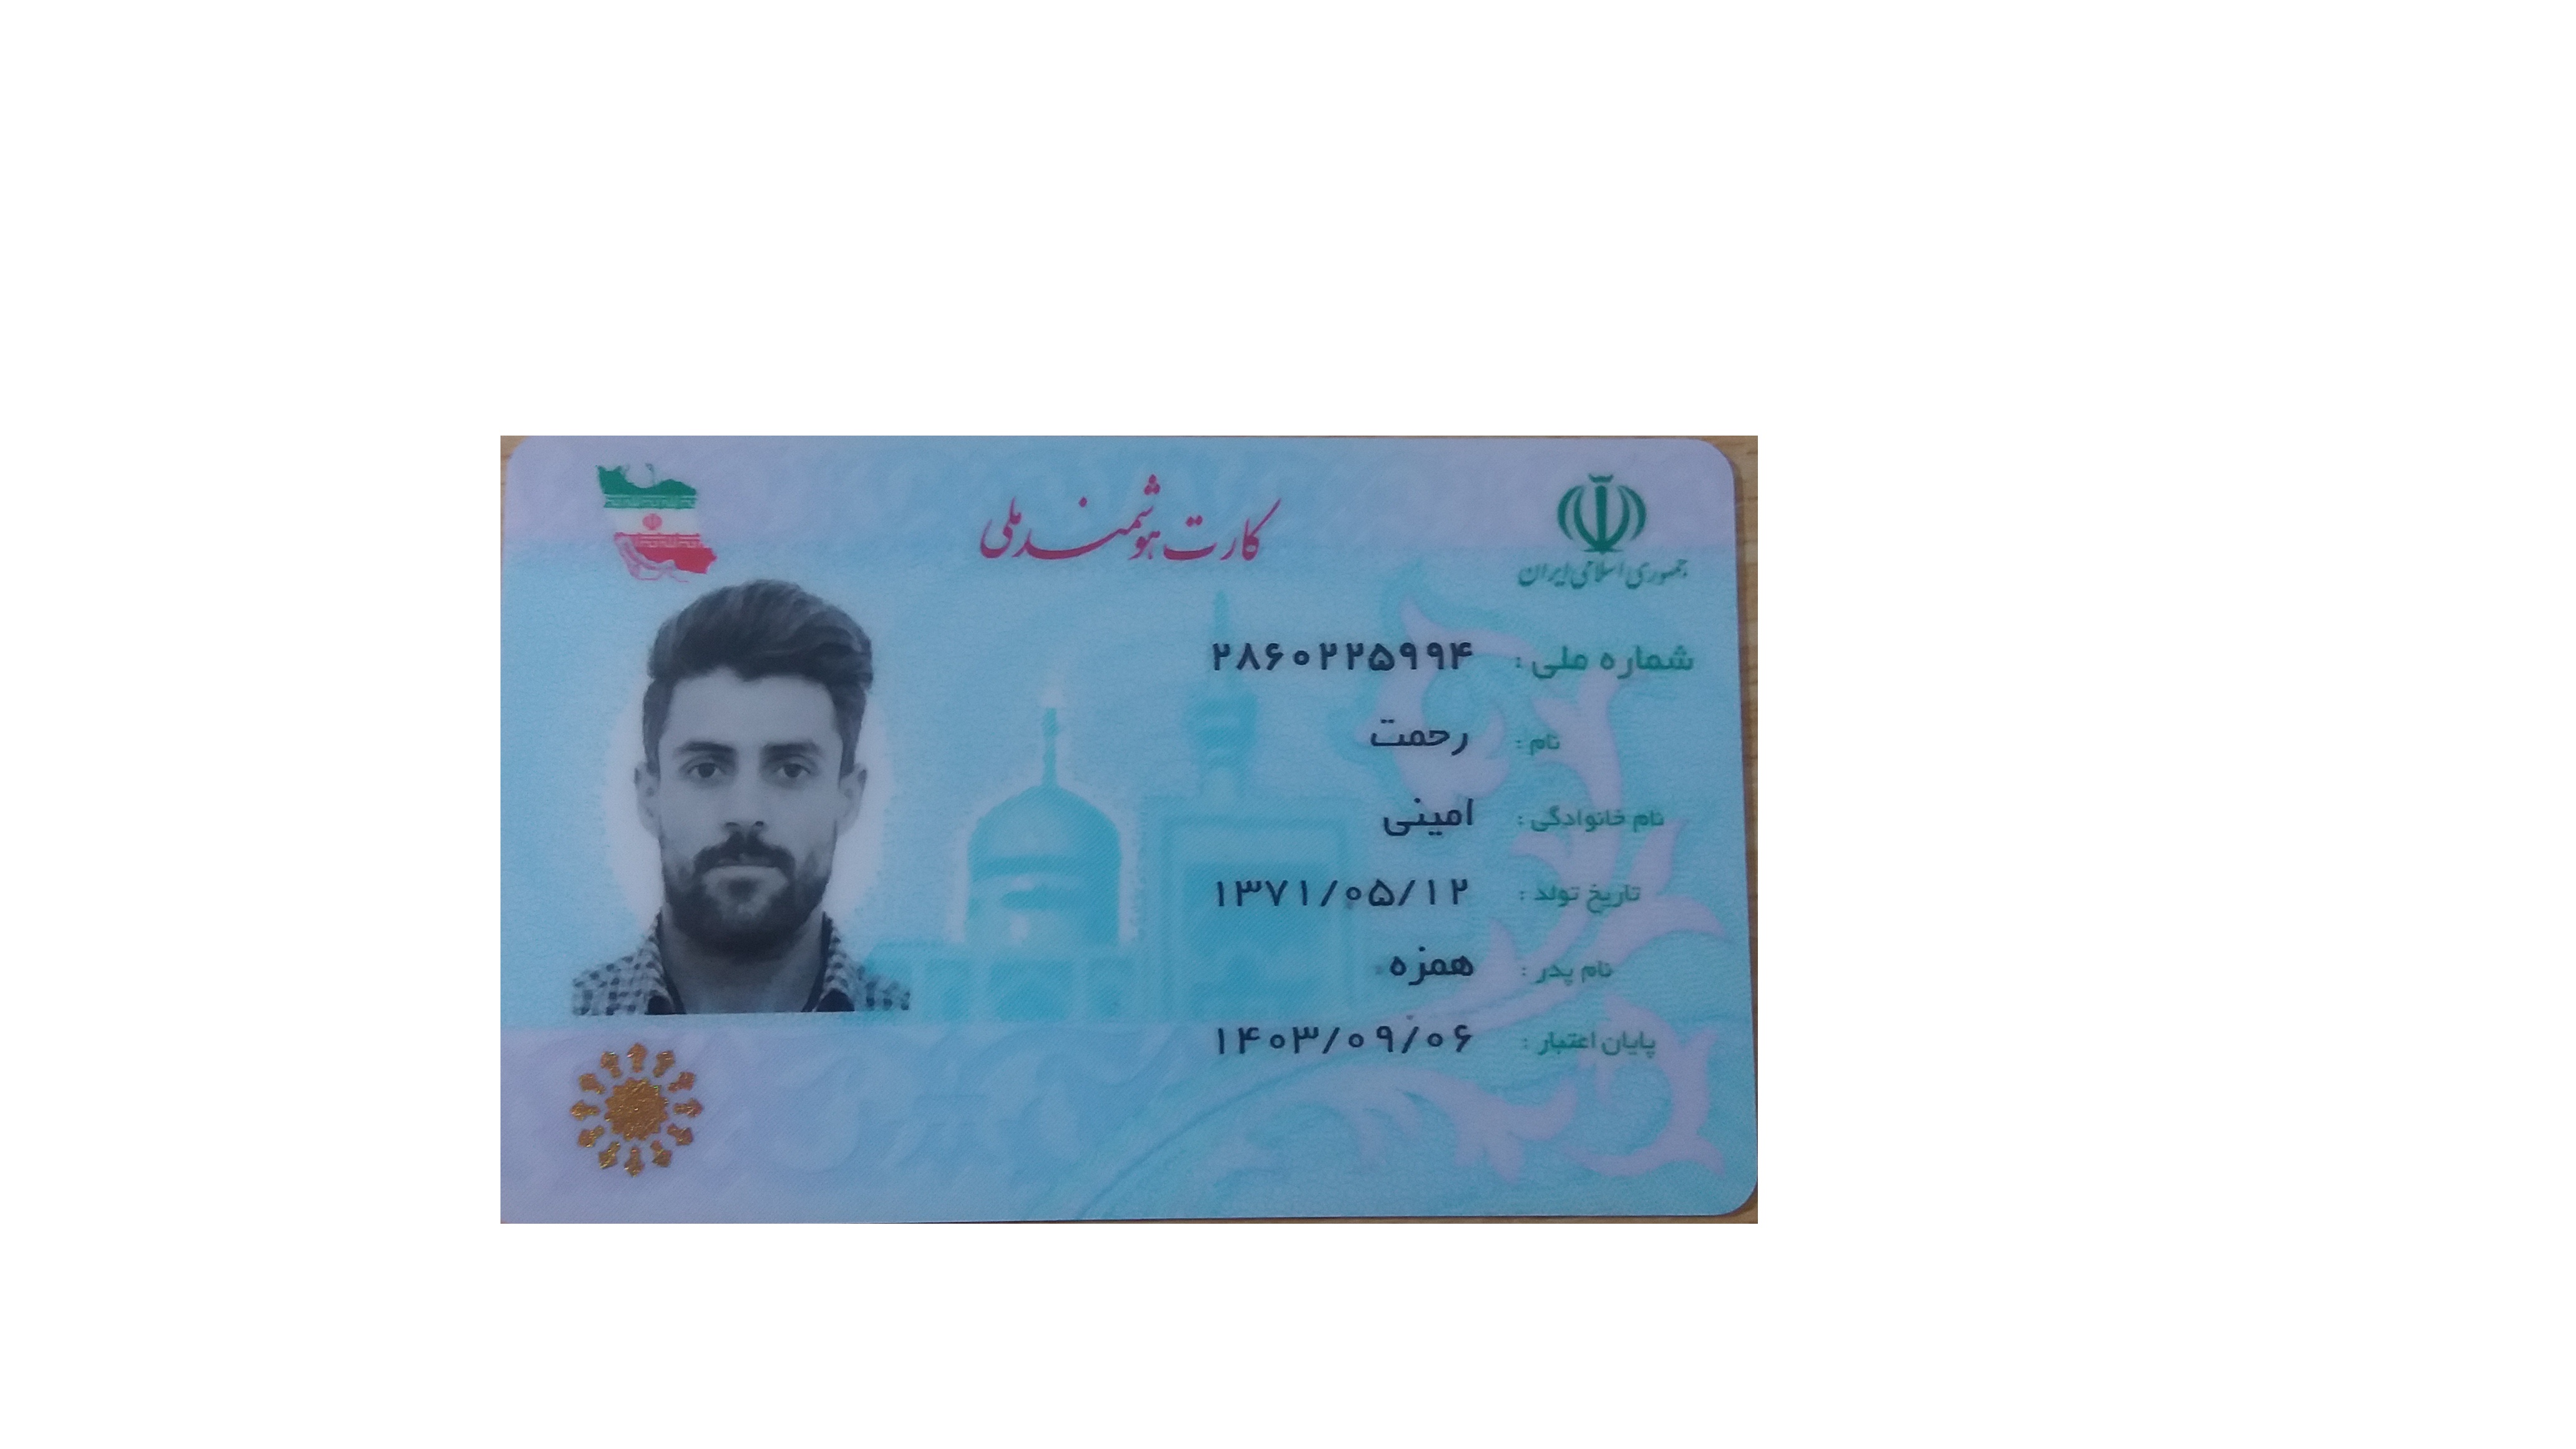 کارت هوشمند ملی
جمهوری اسلامی ایران
شماره ملی : ۲۸۶۰۲۲۵۹۹۴
نام : رحمت
نام خانوادگی : امینی
تاریخ تولد : ۱۳۷۱/۰۵/۱۲
نام پدر : همزه
پایان اعتبار : ۱۴۰۳/۰۹/۰۶